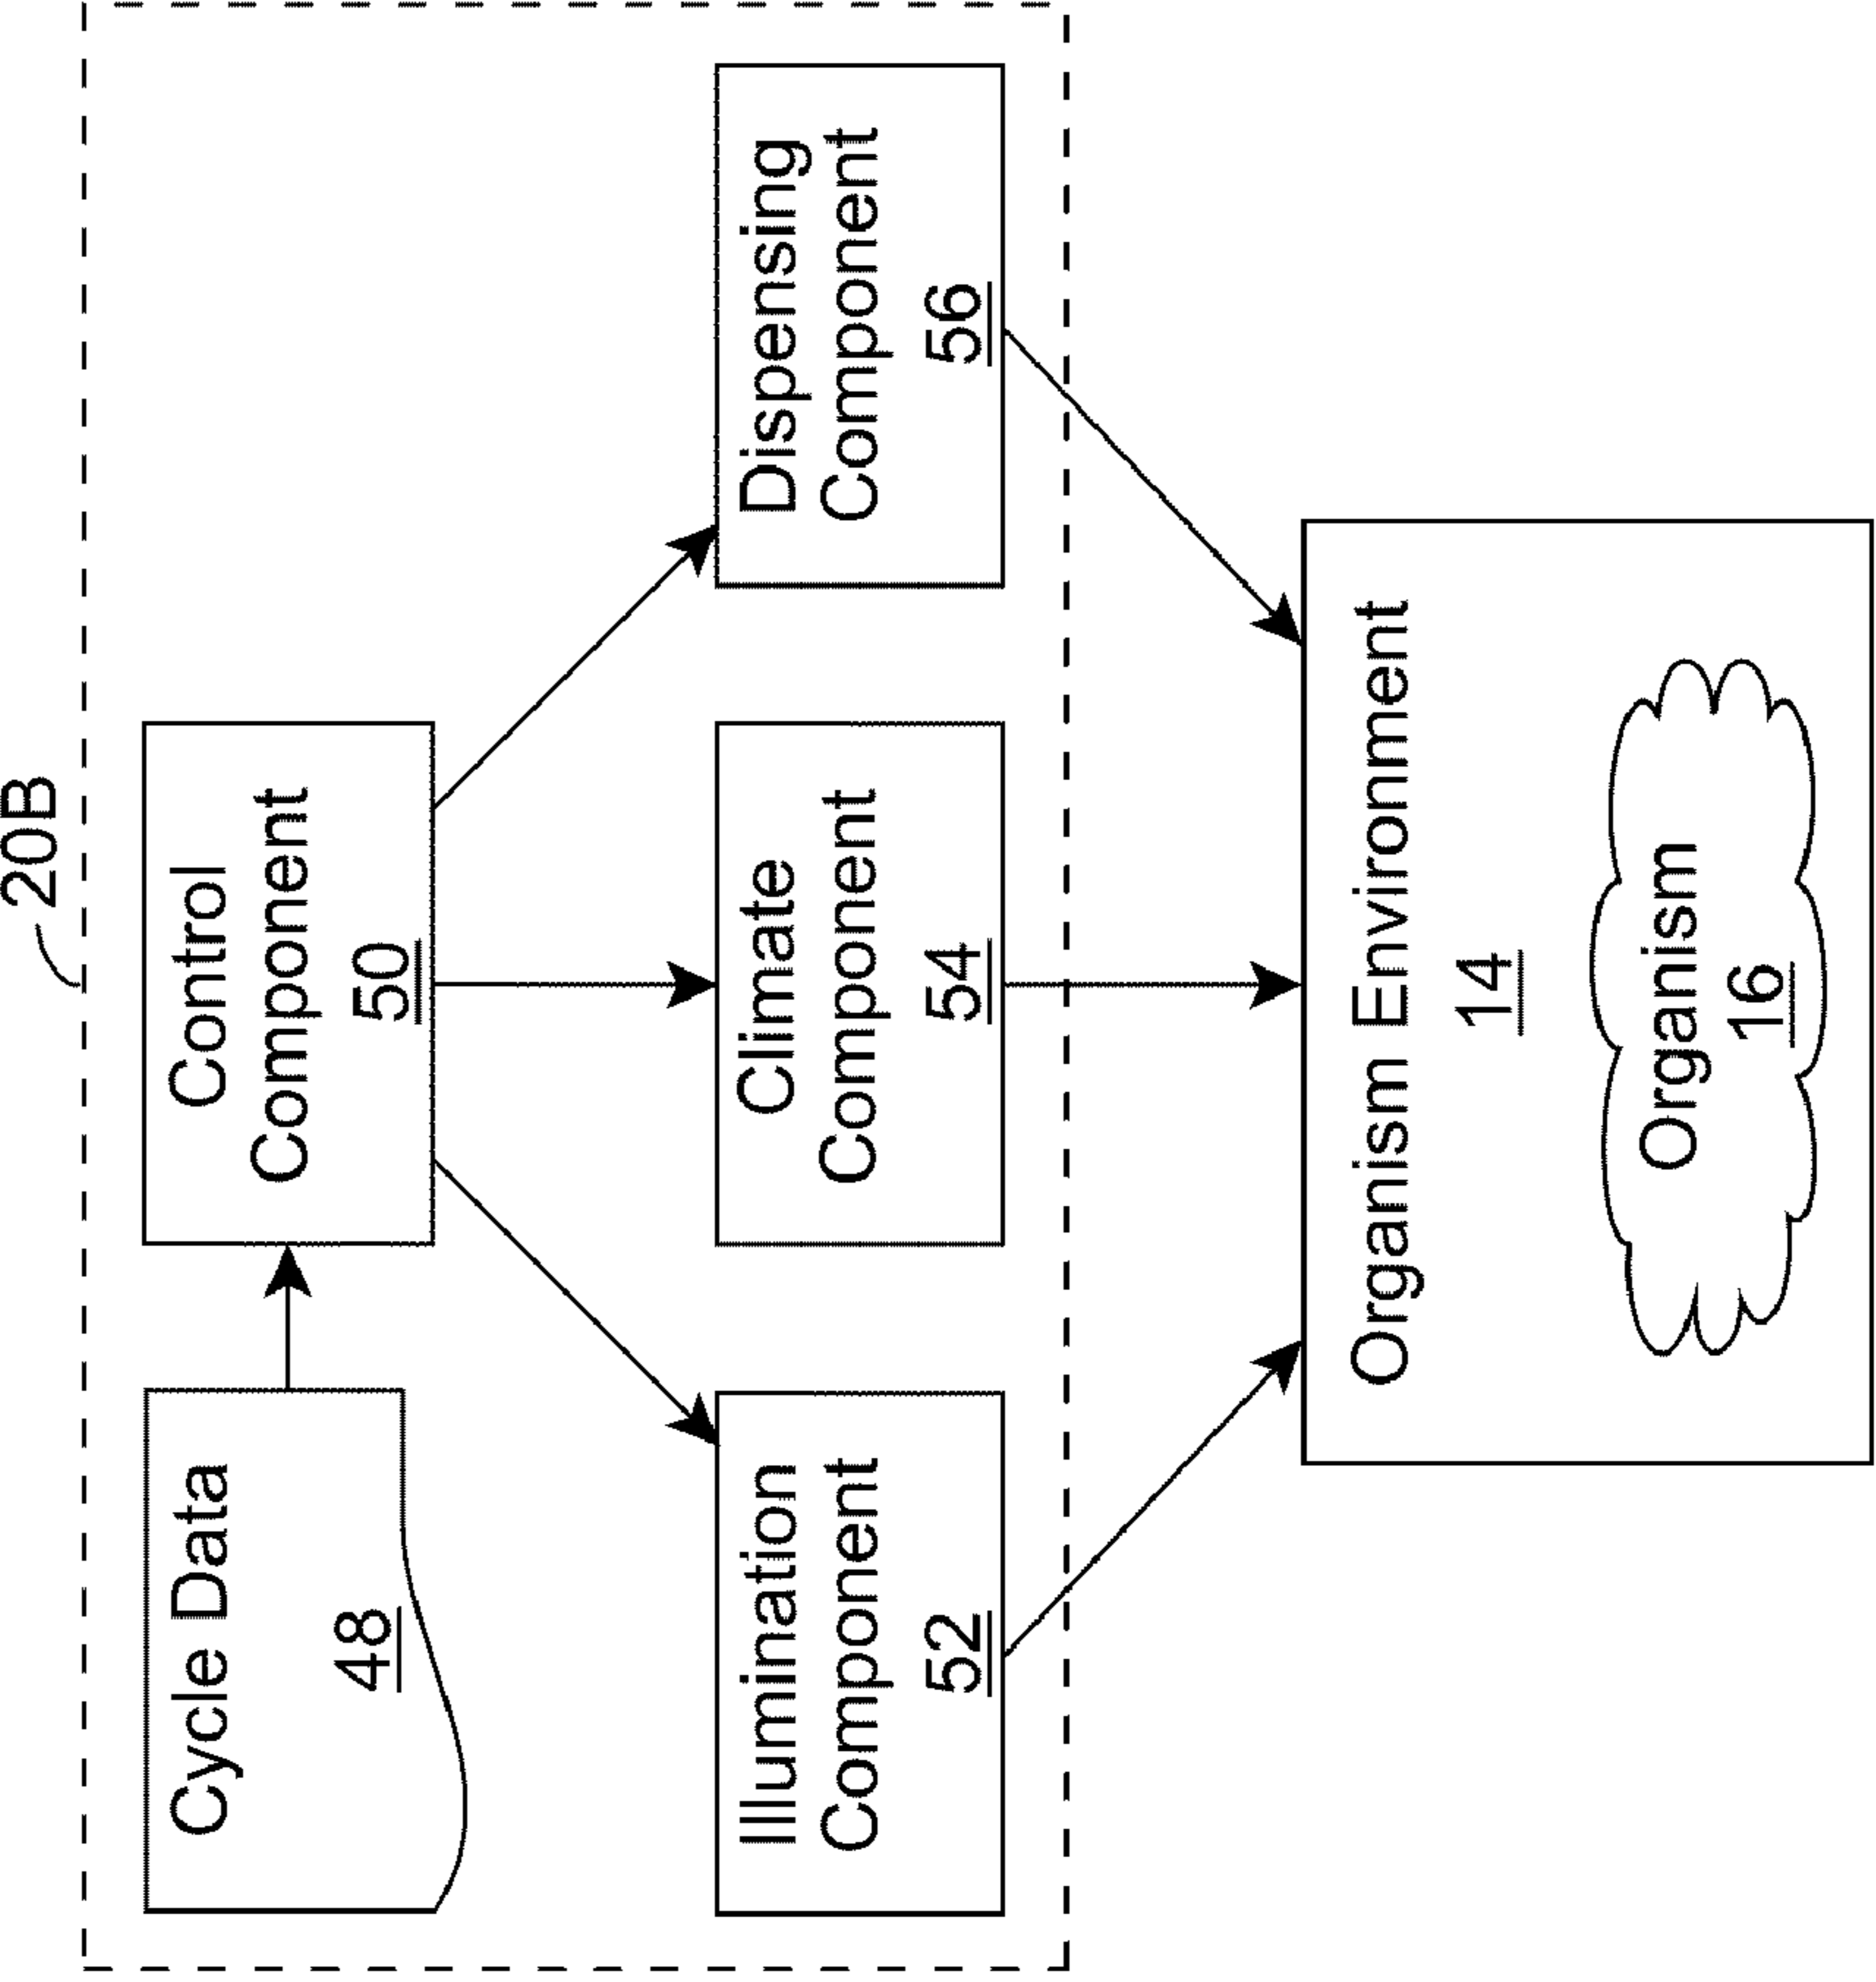 20B
Cycle Data
48
Control
Component
50
Illumination
Component
52
Climate
Component
54
Dispensing
Component
56
Organism Environment
14
Organism
16